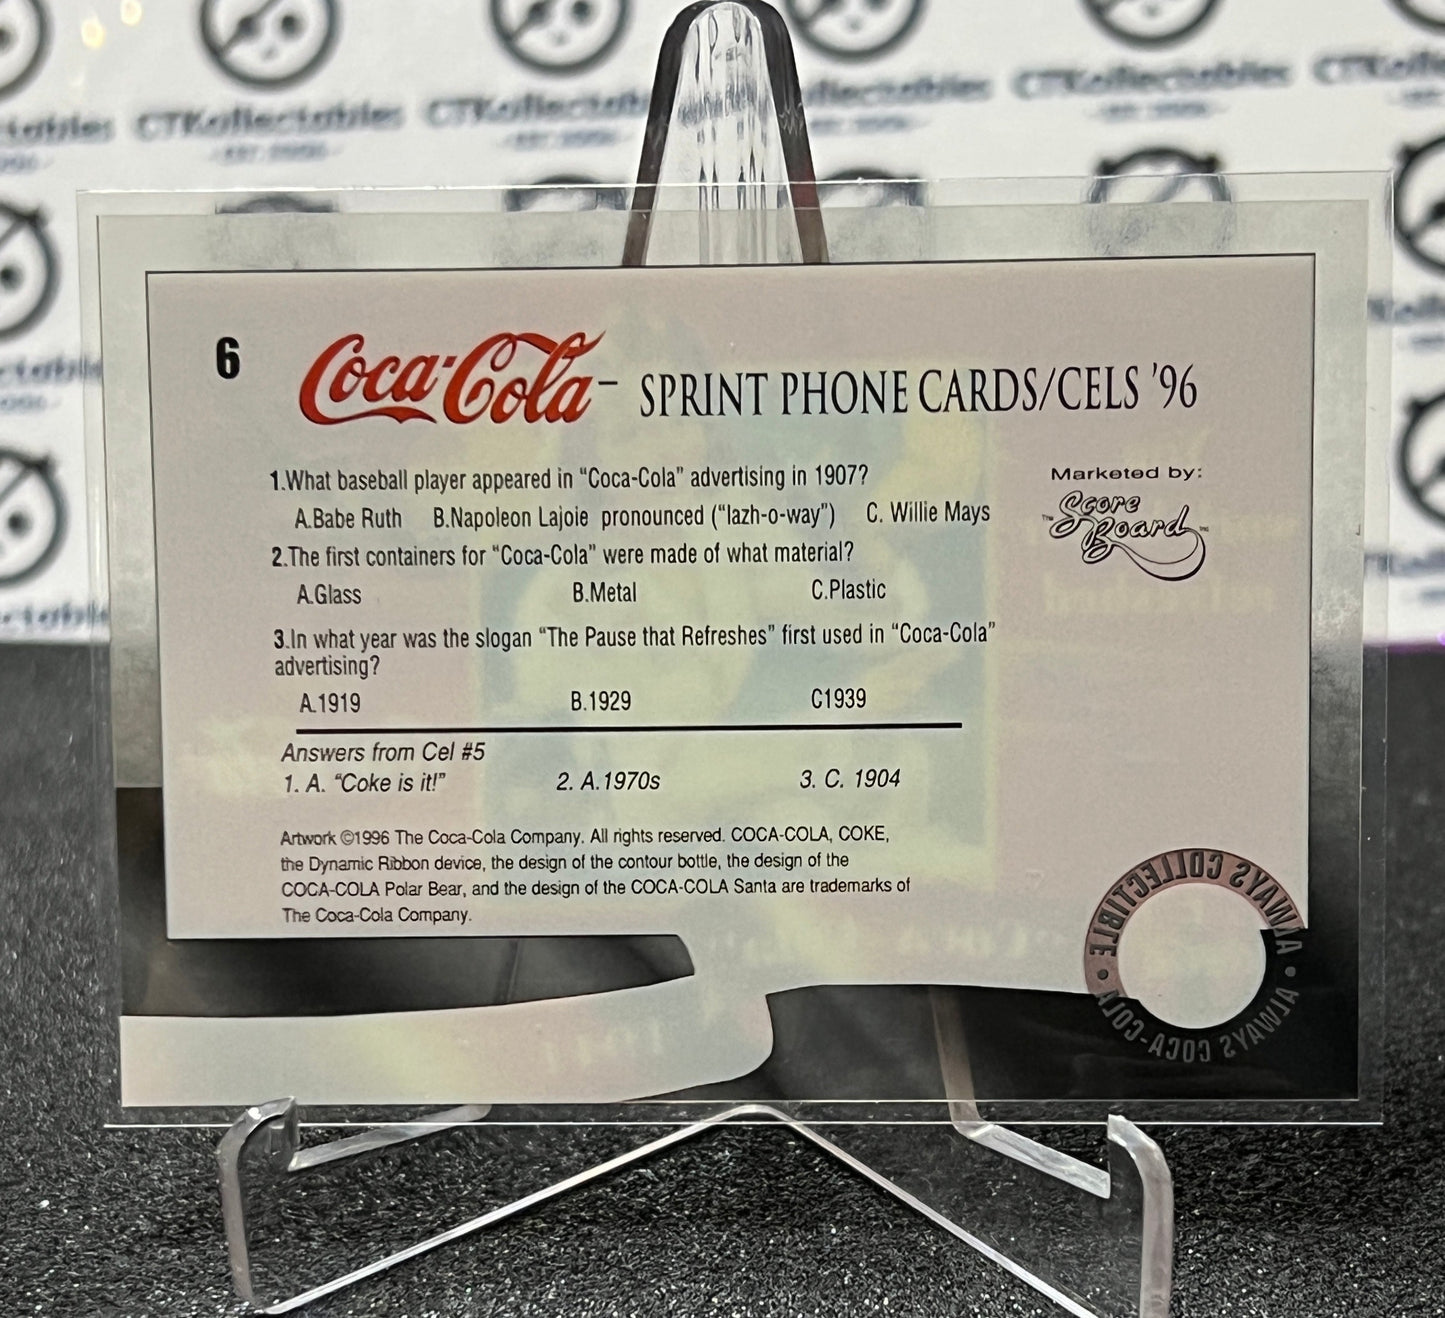 CTKollectables CTKollectables CTKollectables
6
Coca-Cola – SPRINT PHONE CARDS/CELS '96
1.What baseball player appeared in “Coca-Cola” advertising in 1907?
A.Babe Ruth B.Napoleon Lajoie pronounced (“lazh-o-way”) C. Willie Mays
2.The first containers for “Coca-Cola” were made of what material?
A.Glass B.Metal C.Plastic
3.In what year was the slogan “The Pause that Refreshes” first used in “Coca-Cola”
advertising?
A.1919 B.1929 C1939
Marketed by:
Score
Board
Answers from Cel #5
1. A. “Coke is it!” 2. A.1970s 3. C. 1904
Artwork ©1996 The Coca-Cola Company. All rights reserved. COCA-COLA, COKE,
the Dynamic Ribbon device, the design of the contour bottle, the design of the
COCA-COLA Polar Bear, and the design of the COCA-COLA Santa are trademarks of
The Coca-Cola Company.
ALWAYS COLLECTIBLE • ALWAYS COCA-COLA •